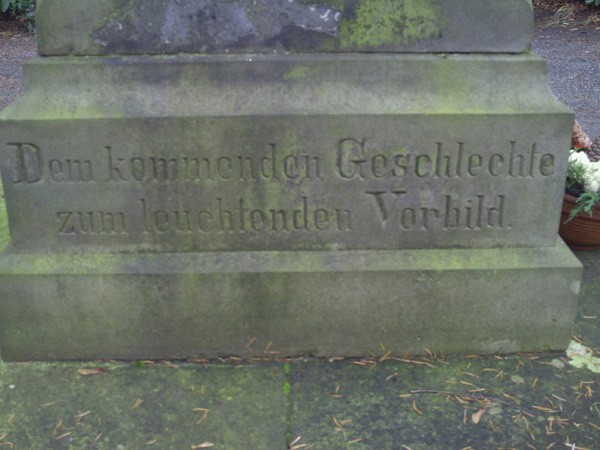 Dem kommenden Geschlechte
zum leuchtenden Vorbild.